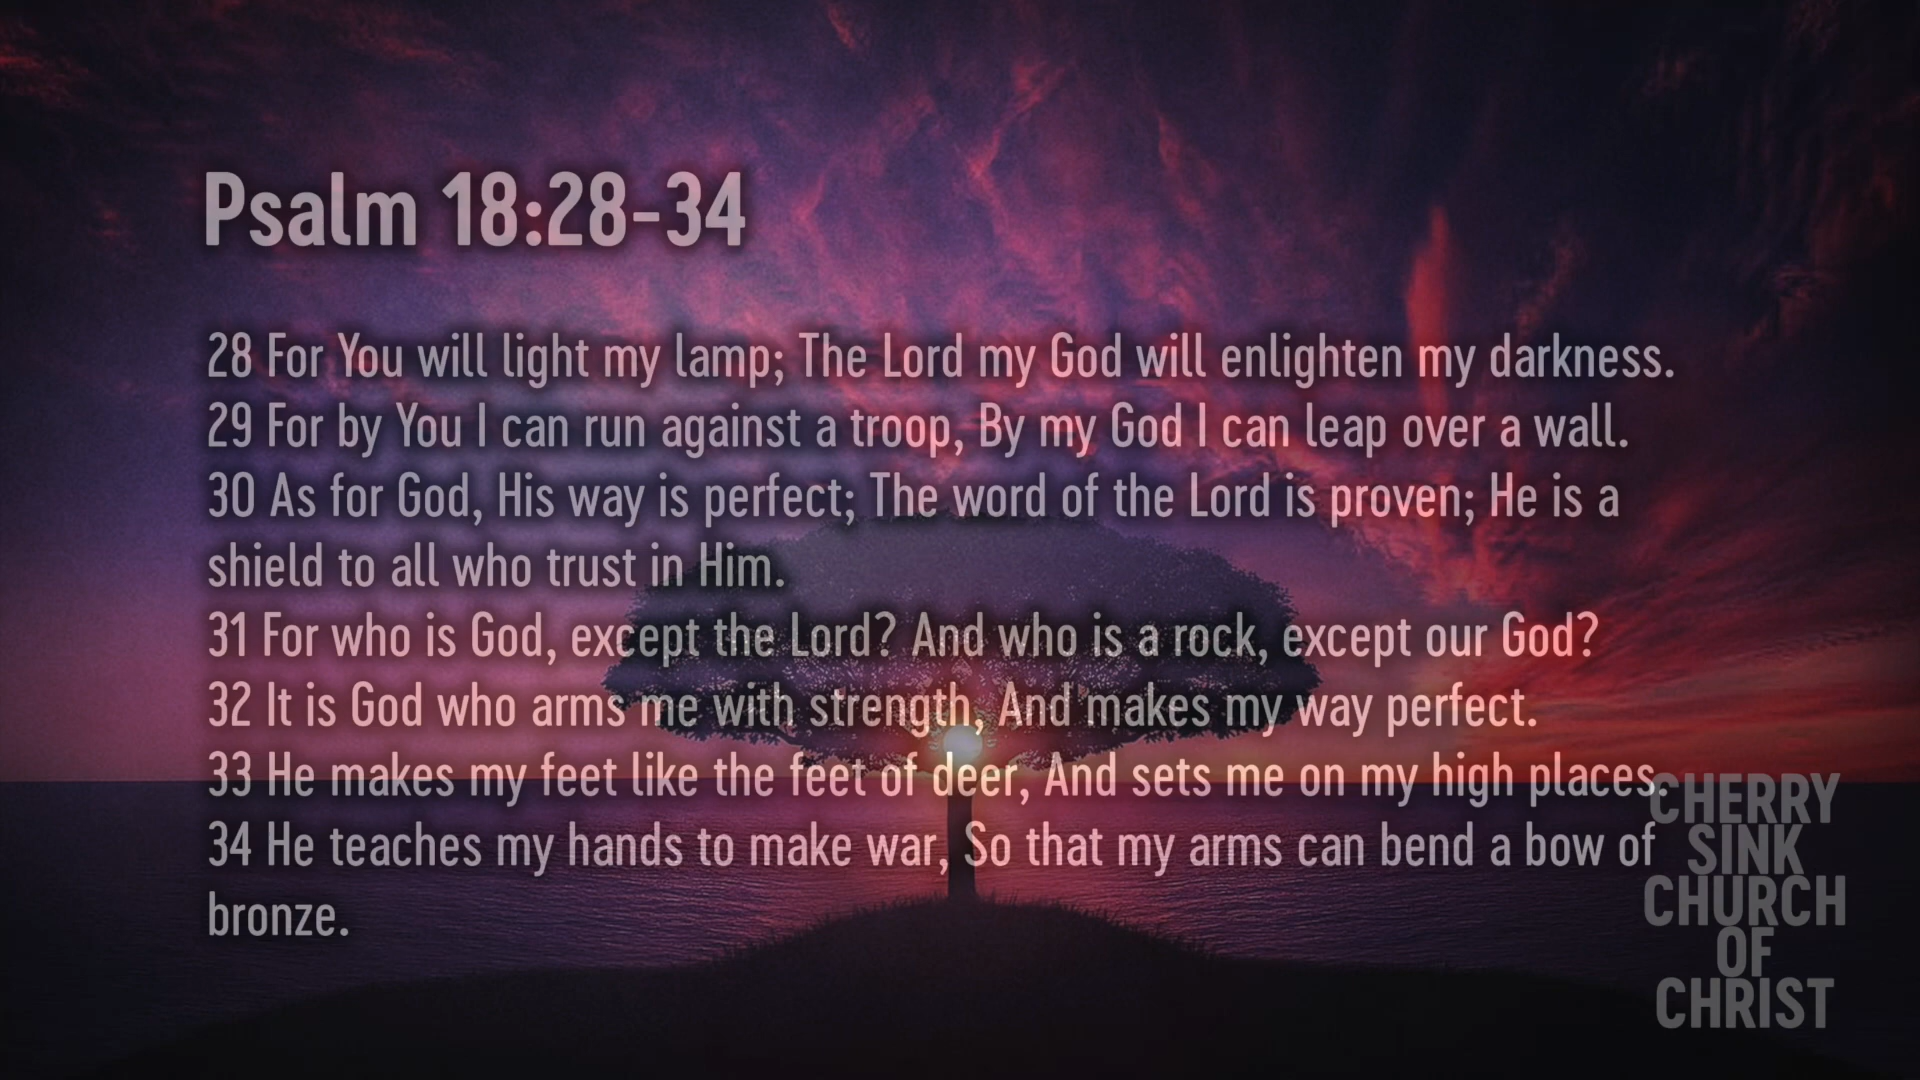 Psalm 18:28-34
28 For You will light my lamp; The Lord my God will enlighten my darkness.
29 For by You I can run against a troop, By my God I can leap over a wall.
30 As for God, His way is perfect; The word of the Lord is proven; He is a
shield to all who trust in Him.
31 For who is God, except the Lord? And who is a rock, except our God?
32 It is God who arms me with strength, And makes my way perfect.
33 He makes my feet like the feet of deer, And sets me on my high places.
34 He teaches my hands to make war, So that my arms can bend a bow of
bronze.
CHERRY
SINK
CHURCH
OF
CHRIST